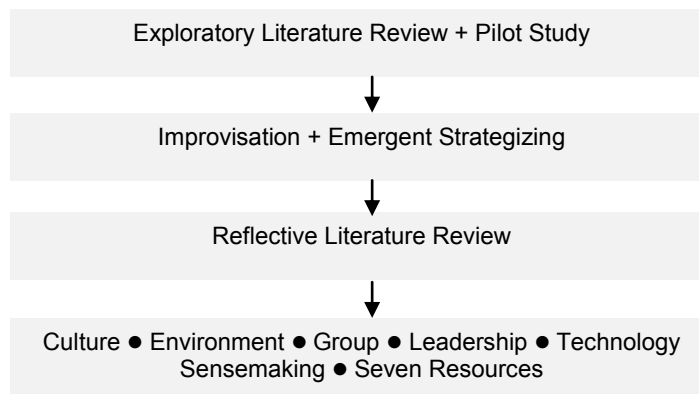 Exploratory Literature Review + Pilot Study
Improvisation + Emergent Strategizing
Reflective Literature Review
Culture ● Environment ● Group ● Leadership ● Technology
Sensemaking ● Seven Resources